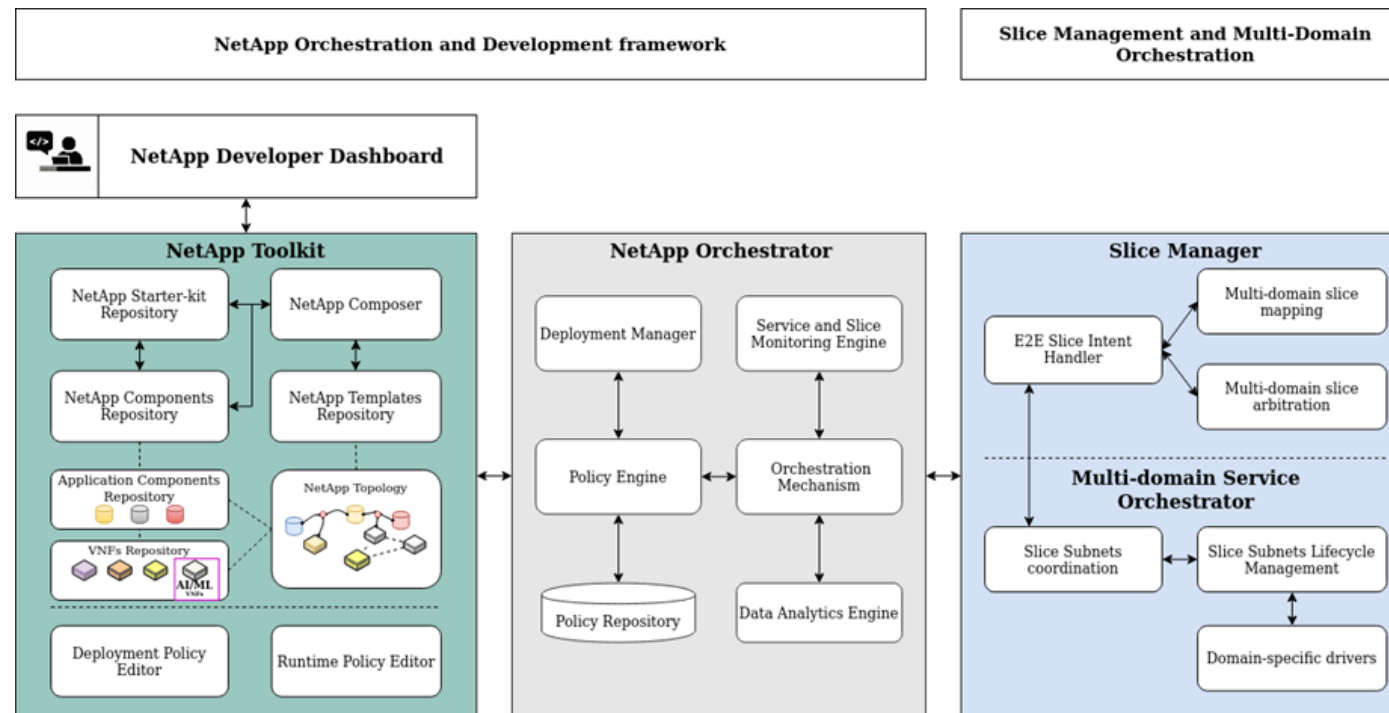 NetApp Orchestration and Development framework
Slice Management and Multi-Domain
Orchestration
</>
NetApp Developer Dashboard
NetApp Toolkit
NetApp Starter-kit
Repository
NetApp Composer
NetApp Components
Repository
NetApp Templates
Repository
Application Components
Repository
NetApp Topology
VNFs Repository
AI/ML
VNFs
Deployment Policy
Editor
Runtime Policy Editor
NetApp Orchestrator
Deployment Manager
Service and Slice
Monitoring Engine
Policy Engine
Orchestration
Mechanism
Policy Repository
Data Analytics Engine
Slice Manager
Multi-domain slice
mapping
E2E Slice Intent
Handler
Multi-domain slice
arbitration
Multi-domain Service
Orchestrator
Slice Subnets
coordination
Slice Subnets Lifecycle
Management
Domain-specific drivers